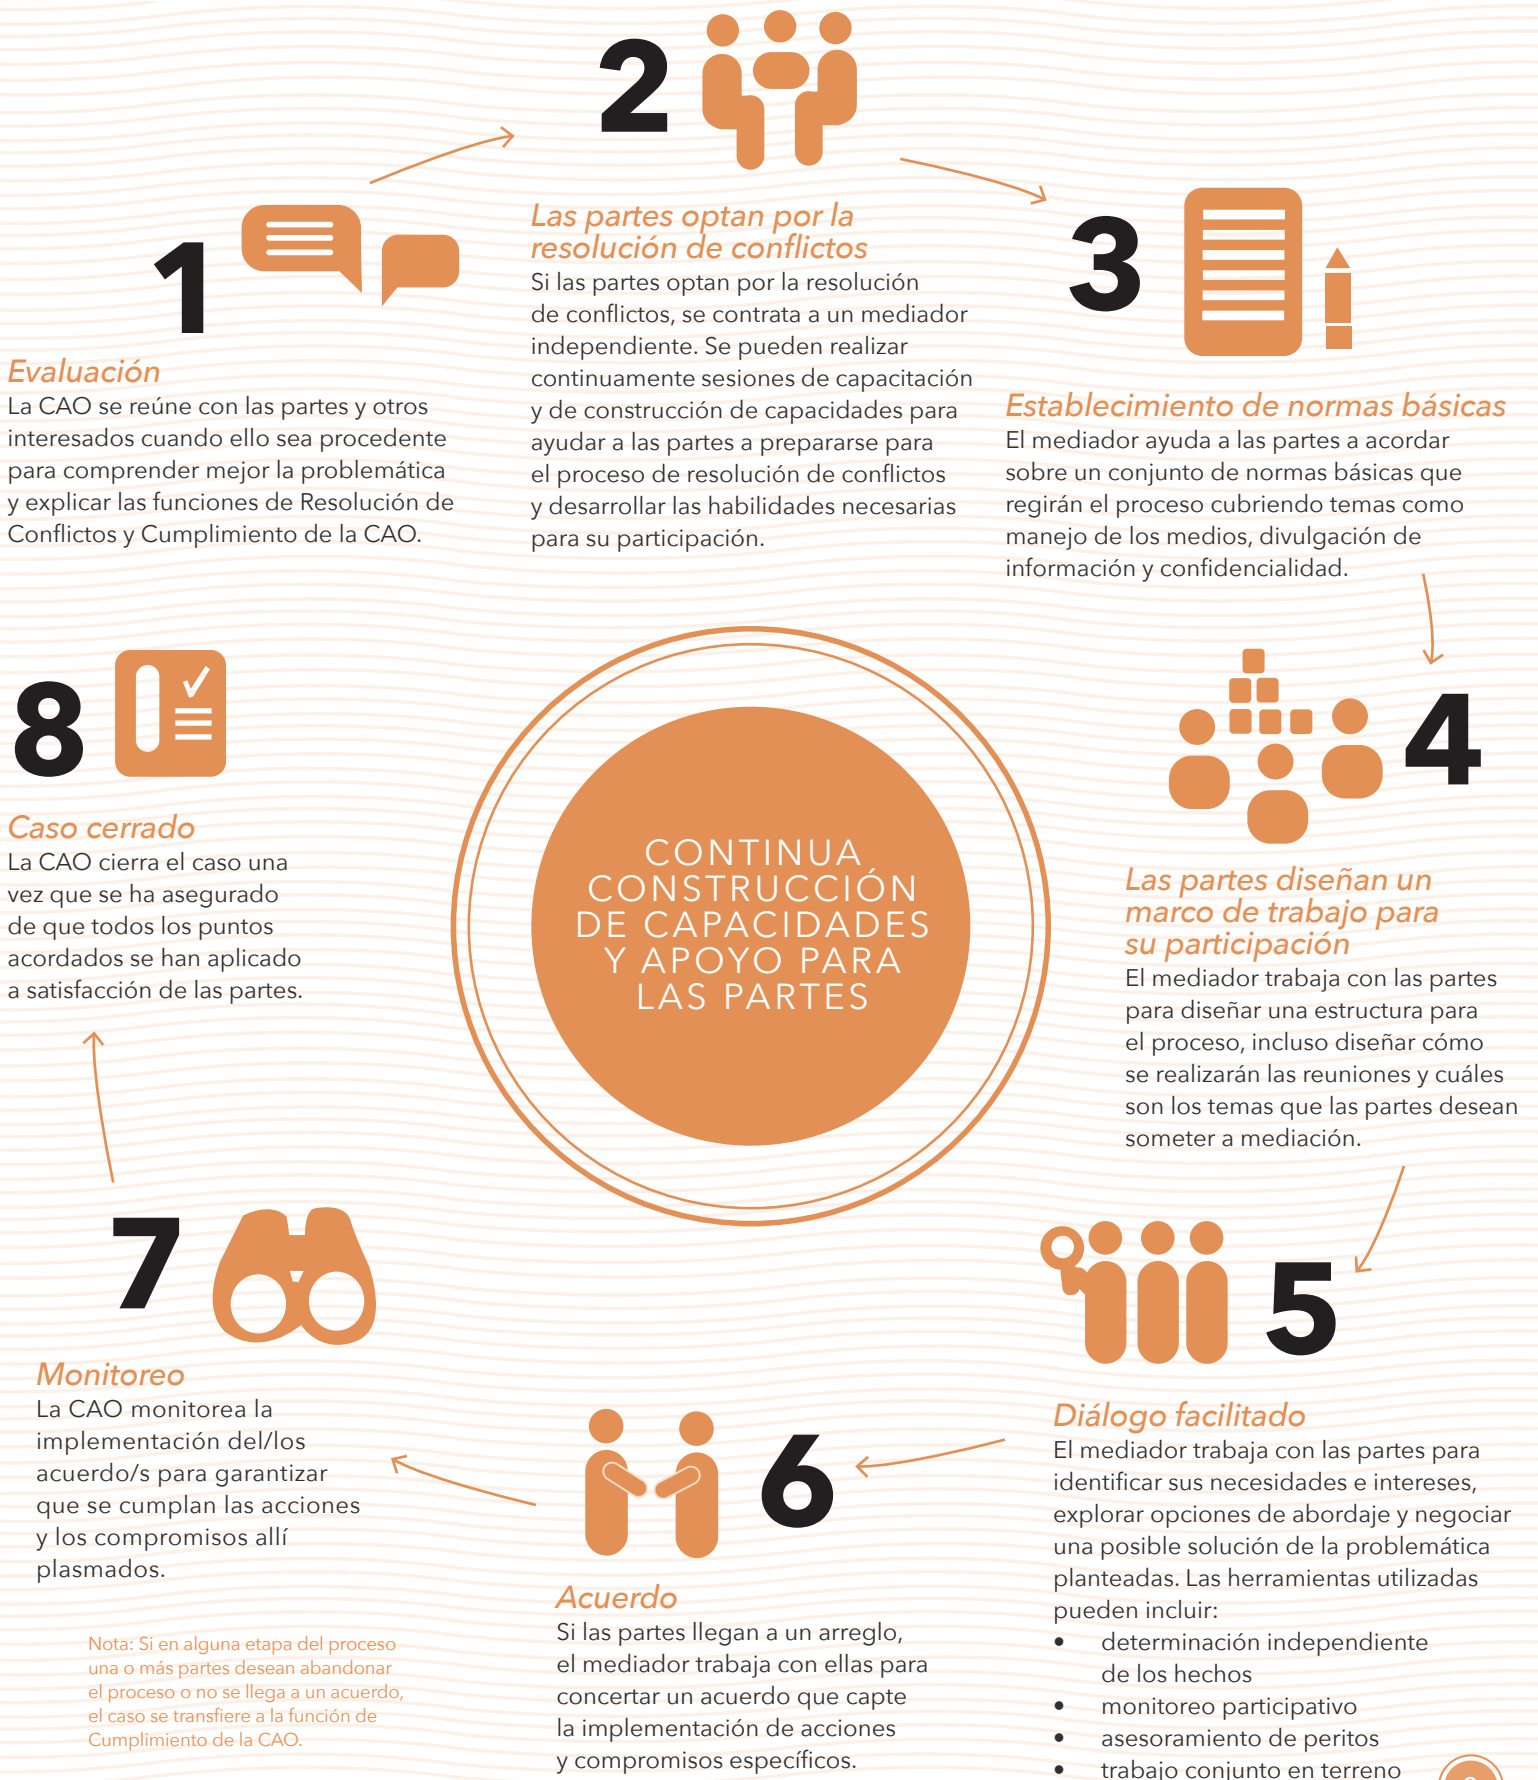 1
Evaluación
La CAO se reúne con las partes y otros
interesados cuando ello sea procedente
para comprender mejor la problemática
y explicar las funciones de Resolución de
Conflictos y Cumplimiento de la CAO.
2
Las partes optan por la
resolución de conflictos
Si las partes optan por la resolución
de conflictos, se contrata a un mediador
independiente. Se pueden realizar
continuamente sesiones de capacitación
y de construcción de capacidades para
ayudar a las partes a prepararse para
el proceso de resolución de conflictos
y desarrollar las habilidades necesarias
para su participación.
3
Establecimiento de normas básicas
El mediador ayuda a las partes a acordar
sobre un conjunto de normas básicas que
regirán el proceso cubriendo temas como
manejo de los medios, divulgación de
información y confidencialidad.
4
Las partes diseñan un
marco de trabajo para
su participación
El mediador trabaja con las partes
para diseñar una estructura para
el proceso, incluso diseñar cómo
se realizarán las reuniones y cuáles
son los temas que las partes desean
someter a mediación.
5
Diálogo facilitado
El mediador trabaja con las partes para
identificar sus necesidades e intereses,
explorar opciones de abordaje y negociar
una posible solución de la problemática
planteadas. Las herramientas utilizadas
pueden incluir:
• determinación independiente
de los hechos
• monitoreo participativo
• asesoramiento de peritos
• trabajo conjunto en terreno
6
Acuerdo
Si las partes llegan a un arreglo,
el mediador trabaja con ellas para
concertar un acuerdo que capte
la implementación de acciones
y compromisos específicos.
7
Monitoreo
La CAO monitorea la
implementación del/los
acuerdo/s para garantizar
que se cumplan las acciones
y los compromisos allí
plasmados.
8
Caso cerrado
La CAO cierra el caso una
vez que se ha asegurado
de que todos los puntos
acordados se han aplicado
a satisfacción de las partes.
CONTINUA
CONSTRUCCIÓN
DE CAPACIDADES
Y APOYO PARA
LAS PARTES
Nota: Si en alguna etapa del proceso
una o más partes desean abandonar
el proceso o no se llega a un acuerdo,
el caso se transfiere a la función de
Cumplimiento de la CAO.